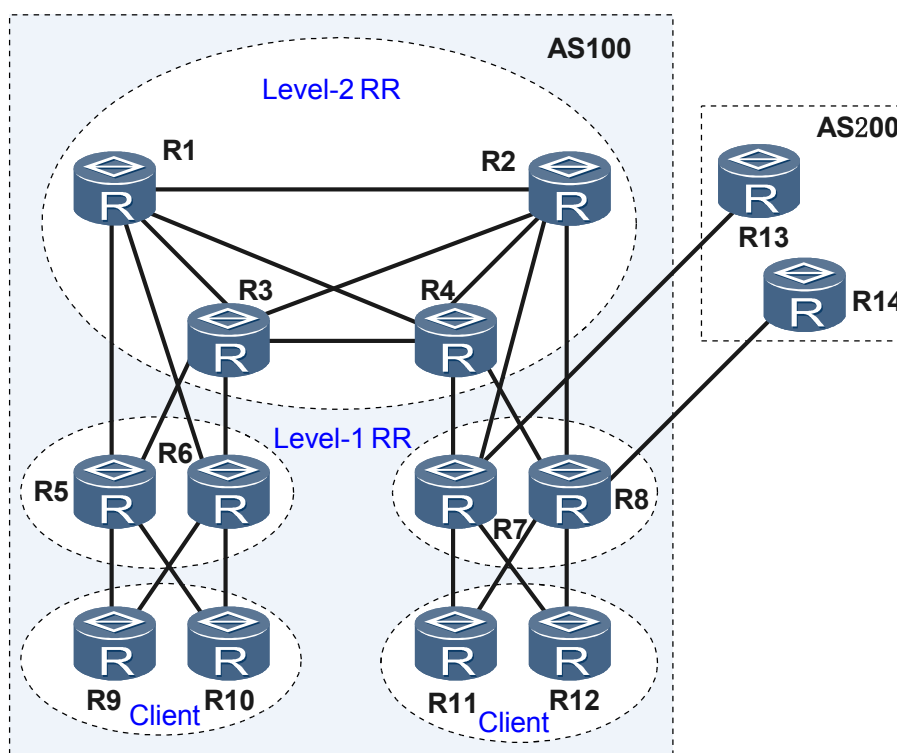 AS100
Level-2 RR
AS200
R1
R2
R
R
R
R13
R3
R4
R
R14
R
R
Level-1 RR
R6
R5
R
R
R
R
R8
R7
R
R
R
R
R9
R10
R11
R12
Client
Client